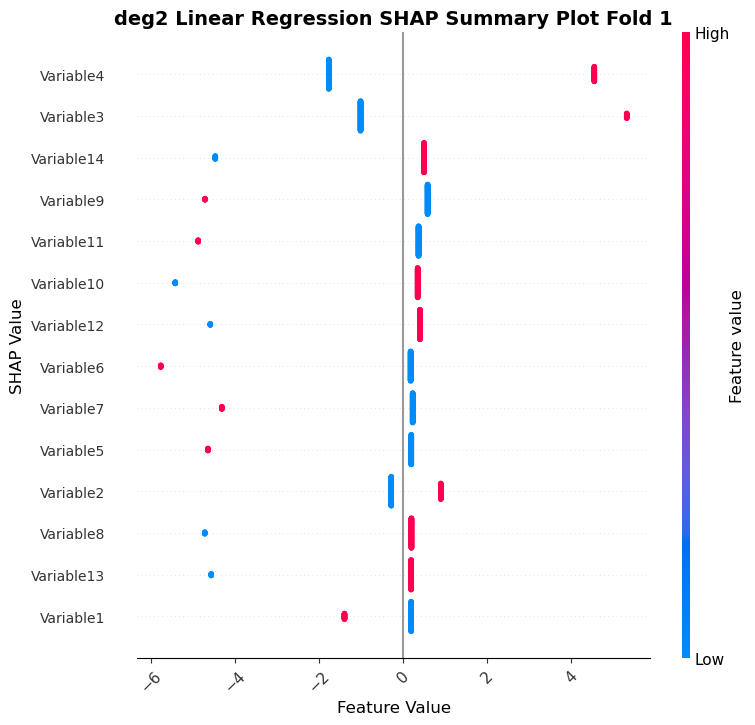 deg2 Linear Regression SHAP Summary Plot Fold 1
High
Variable4
Variable3
Variable14
Variable9
Variable11
Variable10
Variable12
Variable6
Variable7
Variable5
Variable2
Variable8
Variable13
Variable1
SHAP Value
Feature value
Low
−6
−4
−2
0
2
4
Feature Value